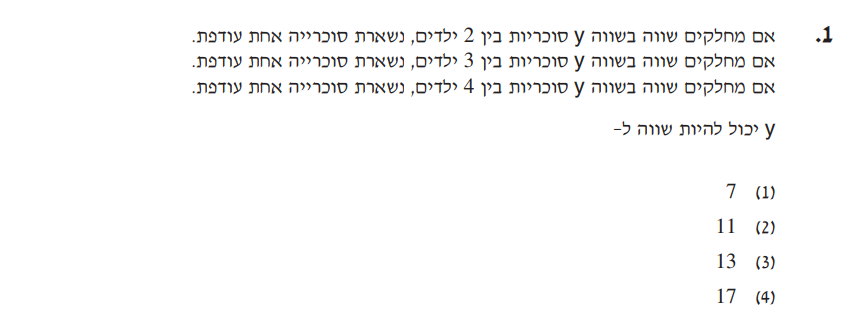 1. אם מחלקים שווה בשווה y סוכריות בין 2 ילדים, נשארת סוכרייה אחת עודפת.
אם מחלקים שווה בשווה y סוכריות בין 3 ילדים, נשארת סוכרייה אחת עודפת.
אם מחלקים שווה בשווה y סוכריות בין 4 ילדים, נשארת סוכרייה אחת עודפת.
y יכול להיות שווה ל-
(1) 7
(2) 11
(3) 13
(4) 17